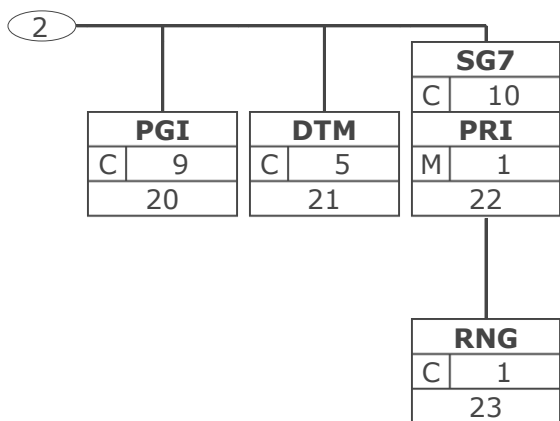 2
SG7
C 10
PGI DTM PRI
C 9 C 5 M 1
20 21 22
RNG
C 1
23